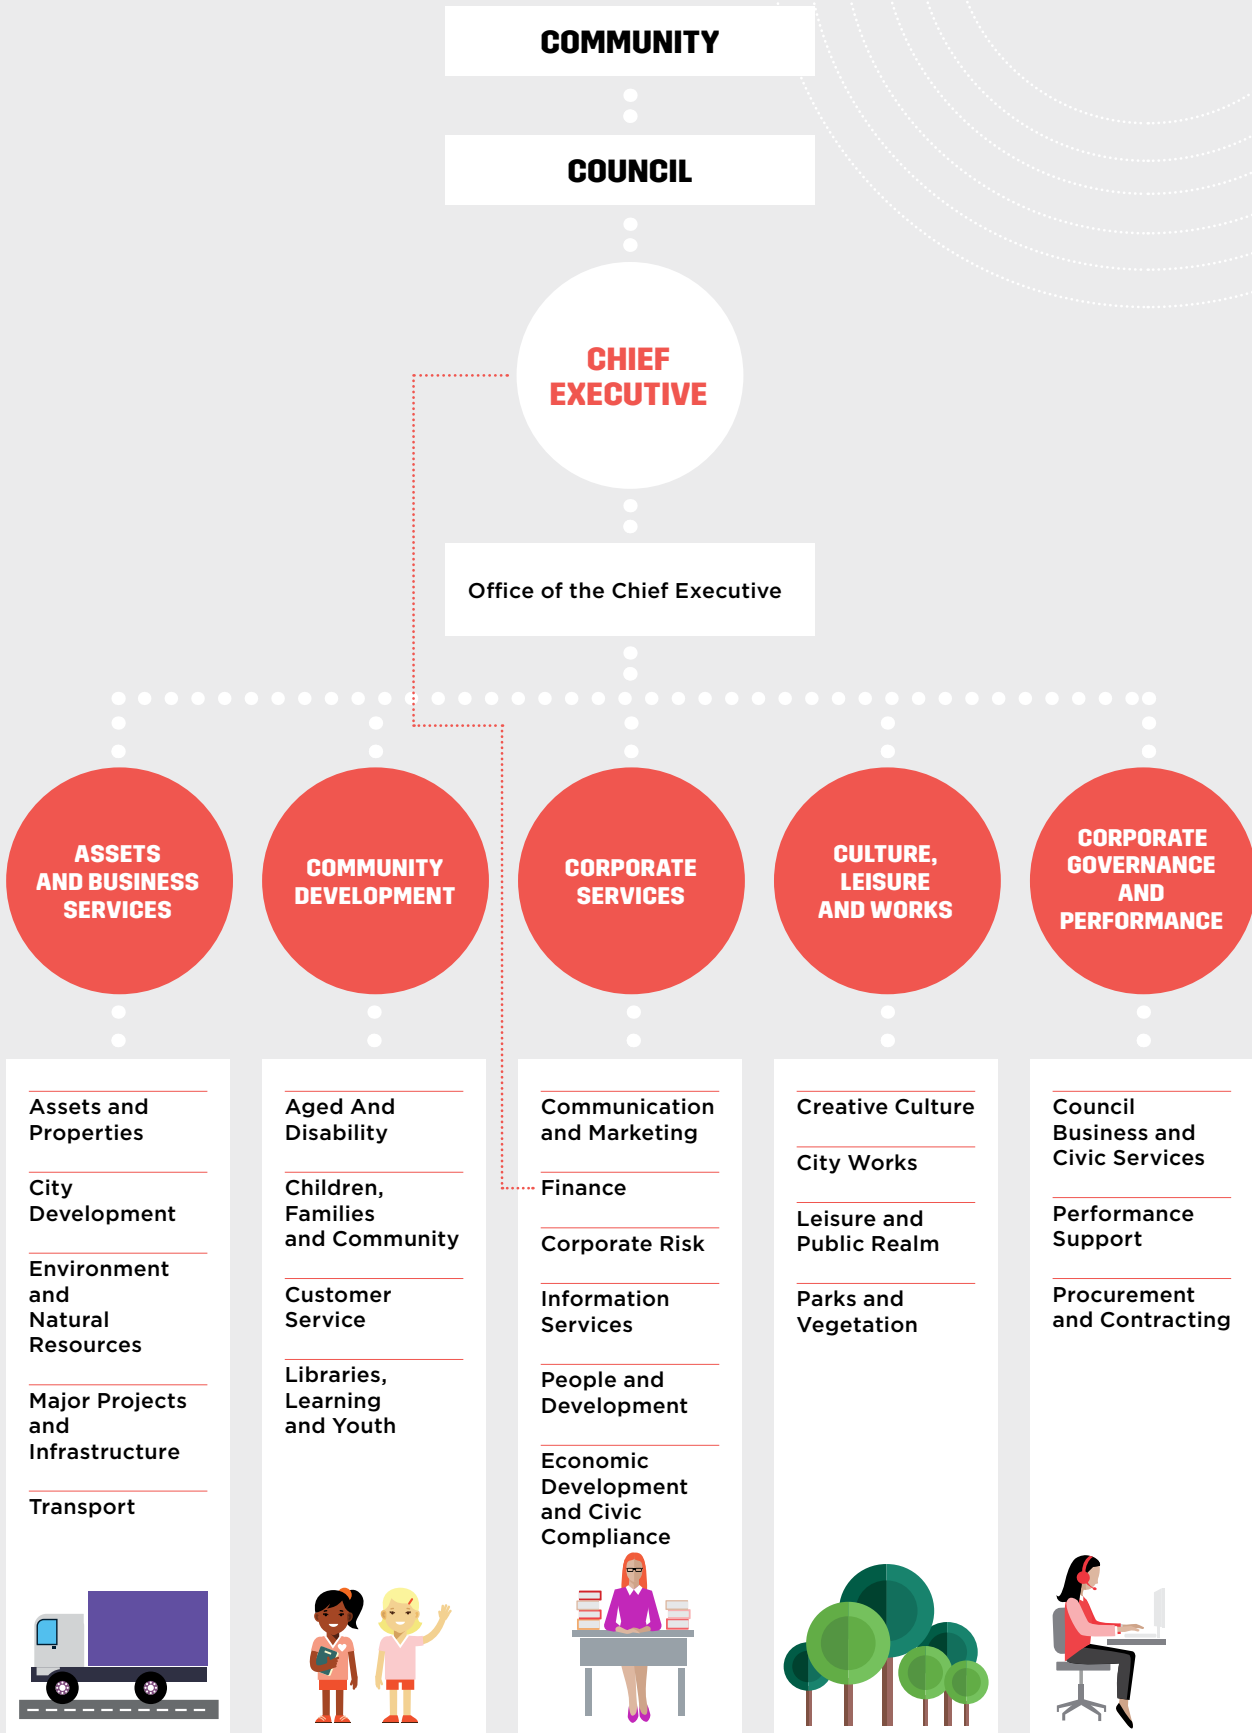 COMMUNITY
COUNCIL
CHIEF
EXECUTIVE
Office of the Chief Executive
ASSETS
AND BUSINESS
SERVICES
COMMUNITY
DEVELOPMENT
CORPORATE
SERVICES
CULTURE,
LEISURE
AND WORKS
CORPORATE
GOVERNANCE
AND
PERFORMANCE
Assets and
Properties
City
Development
Environment
and
Natural
Resources
Major Projects
and
Infrastructure
Transport
Aged And
Disability
Children,
Families
and Community
Customer
Service
Libraries,
Learning
and Youth
Communication
and Marketing
Finance
Corporate Risk
Information
Services
People and
Development
Economic
Development
and Civic
Compliance
Creative Culture
City Works
Leisure and
Public Realm
Parks and
Vegetation
Council
Business and
Civic Services
Performance
Support
Procurement
and Contracting